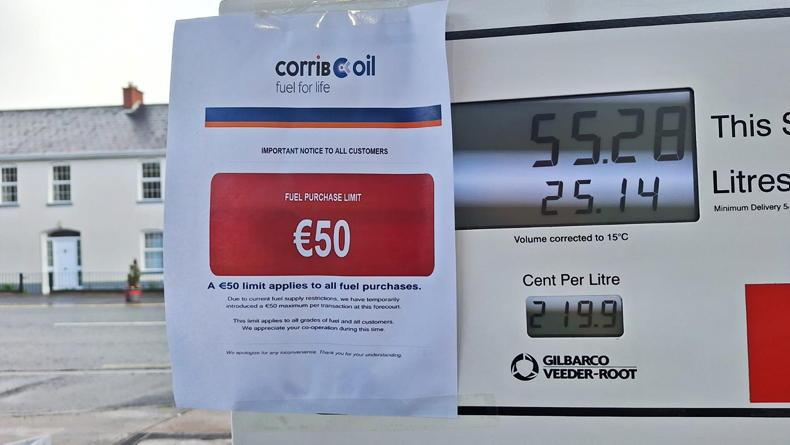 corrib oil
fuel for life
IMPORTANT NOTICE TO ALL CUSTOMERS
FUEL PURCHASE LIMIT
€50
A €50 limit applies to all fuel purchases.
Due to current fuel supply restrictions, we have temporarily
introduced a €50 maximum per transaction at this forecourt.
This limit applies to all grades of fuel and all customers.
We appreciate your co-operation during this time.
We apologise for any inconvenience. Thank you for your understanding.
55.28
This S
25.14
Litres
Minimum Delivery 5
Volume corrected to 15°C
Cent Per Litre
219.9
GILBARCO
VEEDER-ROOT